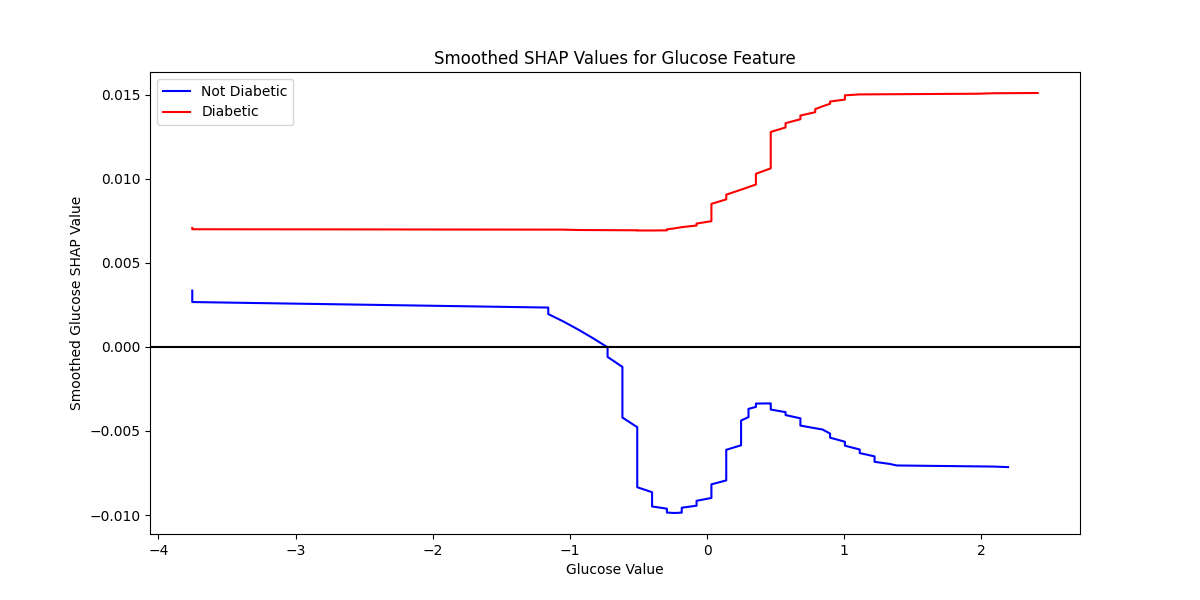 Smoothed SHAP Values for Glucose Feature
Not Diabetic
Diabetic
Smoothed Glucose SHAP Value
0.015
0.010
0.005
0.000
−0.005
−0.010
−4
−3
−2
−1
0
1
2
Glucose Value